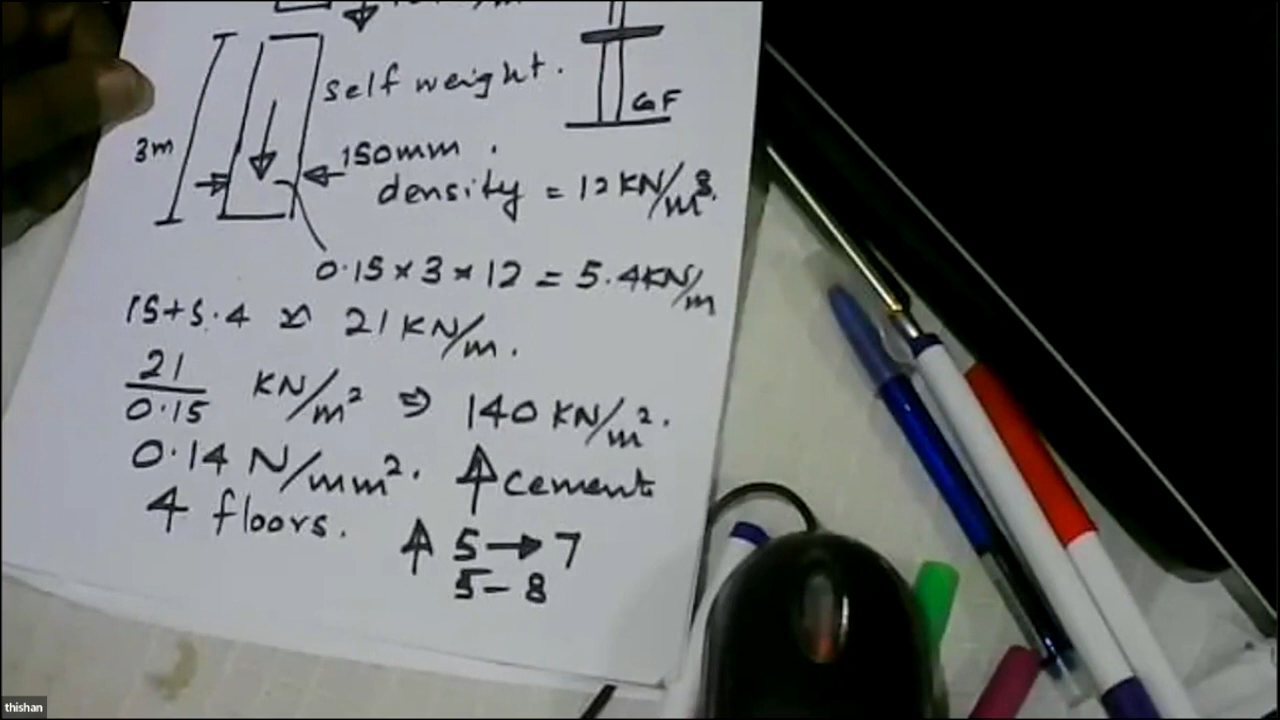 self weight.
GF
3m
150mm.
density = 12 KN/m3.
0.15 × 3 × 12 = 5.4 KN/m
15+5.4 ≈ 21 KN/m.
21/0.15 KN/m² ⇒ 140 KN/m².
0.14 N/mm². ↑ cement
4 floors.
↑ 5 → 7
5 - 8
thishan